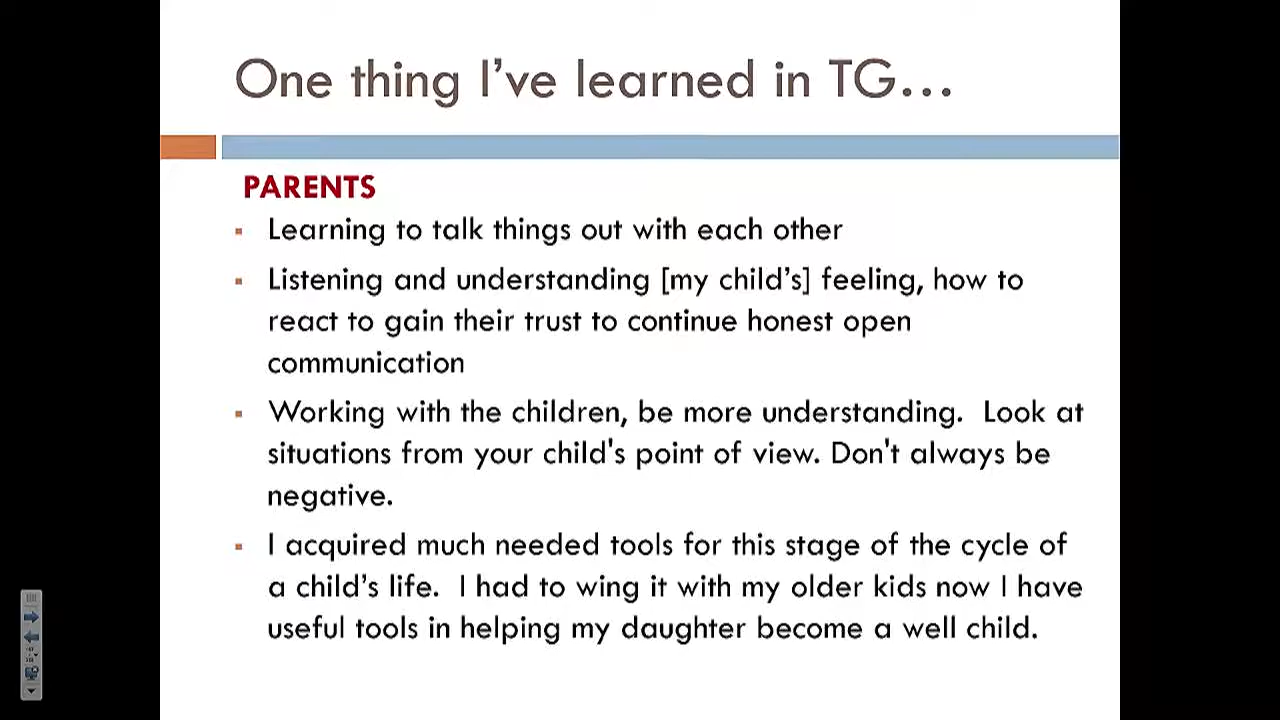 One thing I’ve learned in TG...
PARENTS
▪ Learning to talk things out with each other
▪ Listening and understanding [my child’s] feeling, how to
react to gain their trust to continue honest open
communication
▪ Working with the children, be more understanding.  Look at
situations from your child's point of view. Don't always be
negative.
▪ I acquired much needed tools for this stage of the cycle of
a child’s life.  I had to wing it with my older kids now I have
useful tools in helping my daughter become a well child.